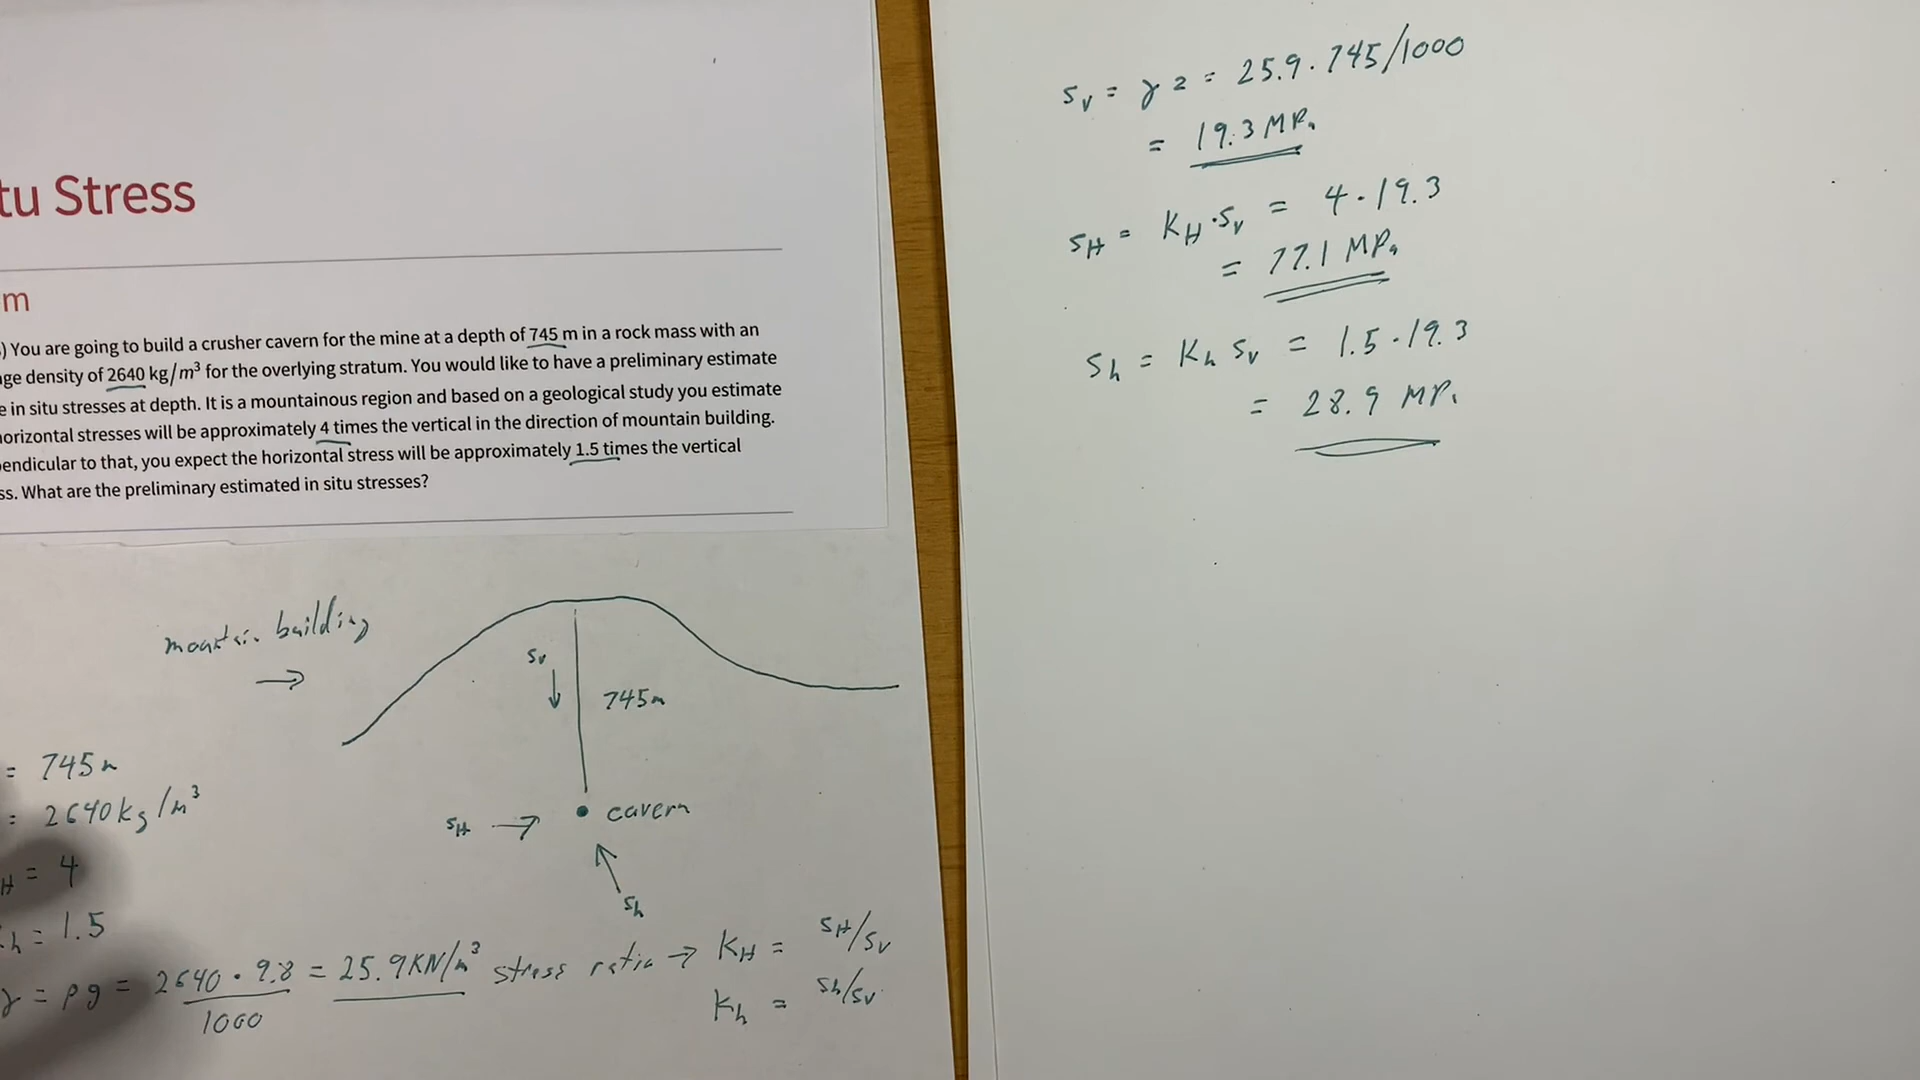 tu Stress
m
) You are going to build a crusher cavern for the mine at a depth of 745 m in a rock mass with an
ge density of 2640 kg/m³ for the overlying stratum. You would like to have a preliminary estimate
e in situ stresses at depth. It is a mountainous region and based on a geological study you estimate
orizontal stresses will be approximately 4 times the vertical in the direction of mountain building.
endicular to that, you expect the horizontal stress will be approximately 1.5 times the vertical
ss. What are the preliminary estimated in situ stresses?
mountain building
→
Sv
↓
745m
SH → • cavern
Sh
= 745m
= 2640kg/m³
H = 4
h = 1.5
γ = ρg = 2640 · 9.8 / 1000 = 25.9KN/m³
stress ratio → KH = SH/Sv
Kh = Sh/Sv
Sv = γz = 25.9 · 745/1000
= 19.3 MPa
SH = KH · Sv = 4 · 19.3
= 77.1 MPa
Sh = Kh Sv = 1.5 · 19.3
= 28.9 MPa